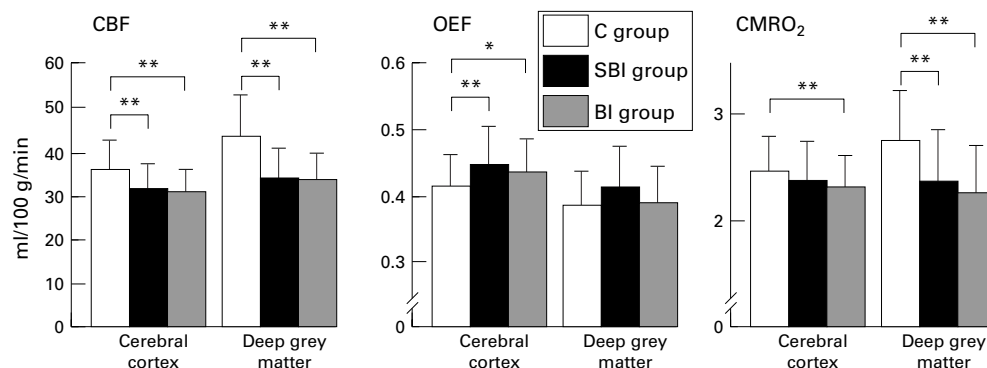 CBF
ml/100 g/min
60
50
40
30
20
10
0
**
**
**
**
Cerebral
cortex
Deep grey
matter
OEF
0.6
0.5
0.4
0.3
0
*
**
Cerebral
cortex
Deep grey
matter
C group
SBI group
BI group
CMRO₂
3
2
0
**
**
**
Cerebral
cortex
Deep grey
matter